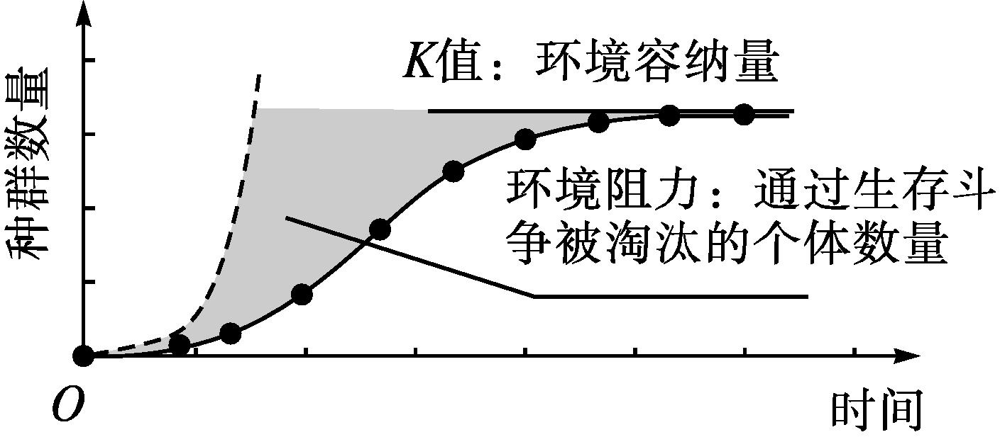 K值：环境容纳量
种群数量
环境阻力：通过生存斗
争被淘汰的个体数量
O
时间